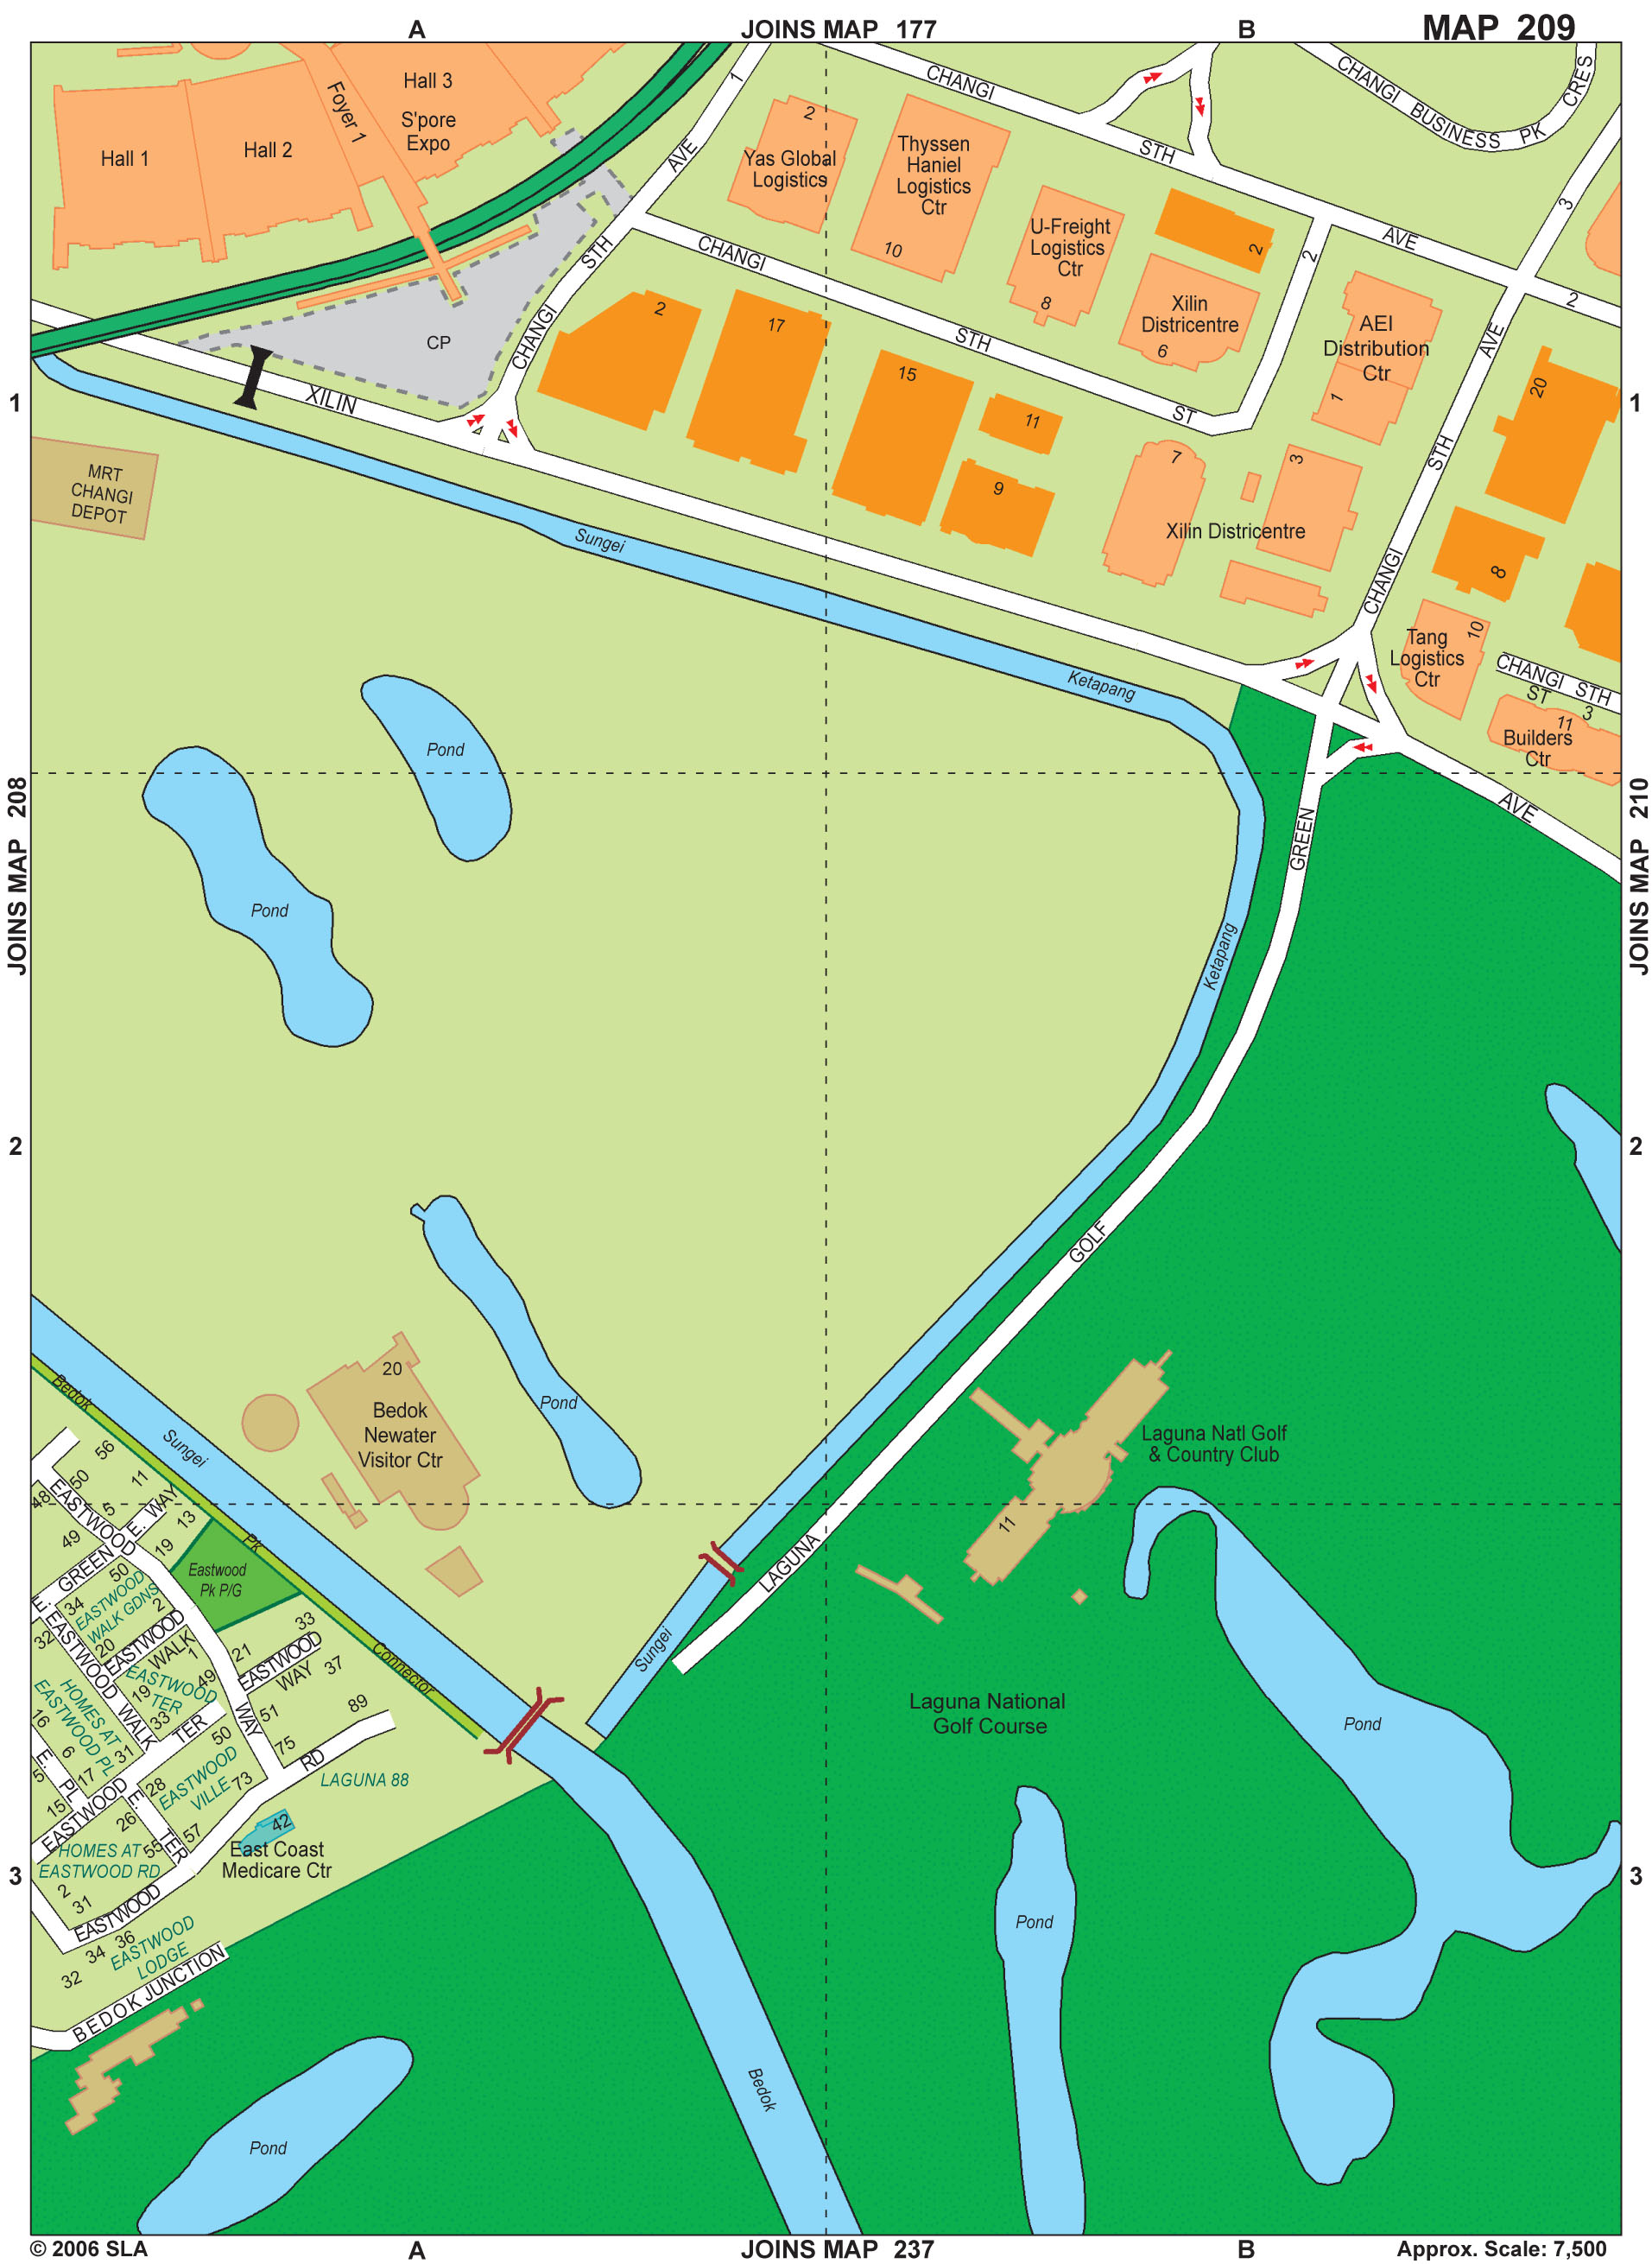 A
JOINS MAP 177
B
MAP 209
Hall 1
Hall 2
Foyer 1
Hall 3
S'pore
Expo
CP
CHANGI
STH
AVE
1
XILIN
AVE
MRT
CHANGI
DEPOT
2
Yas Global
Logistics
Thyssen
Haniel
Logistics
Ctr
10
U-Freight
Logistics
Ctr
8
2
Xilin
Districentre
6
CHANGI
STH
AVE
2
CHANGI
BUSINESS
PK
CRES
CHANGI
STH
ST
2
AEI
Distribution
Ctr
1
CHANGI
STH
AVE
3
2
17
15
11
9
7
3
Xilin Districentre
20
8
10
Tang
Logistics
Ctr
CHANGI STH
ST
3
11
Builders
Ctr
1
1
Sungei
Ketapang
Pond
Pond
JOINS MAP 208
JOINS MAP 210
Ketapang
LAGUNA
GOLF
GREEN
2
2
20
Bedok
Newater
Visitor Ctr
Pond
Laguna Natl Golf
& Country Club
11
Sungei
Bedok
Pk
Connector
Sungei
Laguna National
Golf Course
Pond
Pond
56
50
11
48
5
EASTWOOD
E. WAY
13
49
19
GREEN
Eastwood
Pk P/G
50
34
EASTWOOD
WALK GDNS
2
E.
32
EASTWOOD
WALK
20
EASTWOOD
WALK
1
33
21
EASTWOOD
WAY
37
EASTWOOD
TER
49
19
33
HOMES AT
EASTWOOD PL
16
6
31
TER
WAY
51
89
50
75
RD
LAGUNA 88
E.
PL
5
17
15
EASTWOOD
28
EASTWOOD
VILLE
73
E.
TER
26
55
57
42
East Coast
Medicare Ctr
HOMES AT
EASTWOOD RD
2
31
EASTWOOD
36
34
32
EASTWOOD
LODGE
BEDOK JUNCTION
3
3
Bedok
Pond
© 2006 SLA
A
JOINS MAP 237
B
Approx. Scale: 7,500